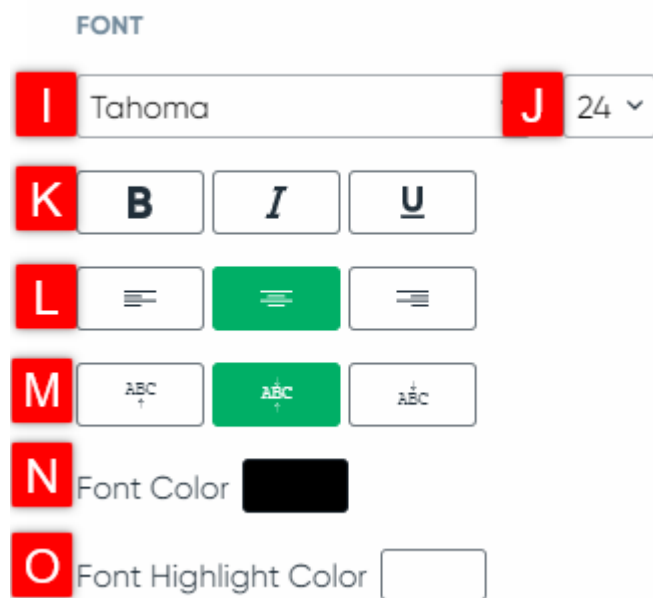 FONT
I Tahoma J 24
K B I U
L
M ABC ABC ABC
N Font Color
O Font Highlight Color